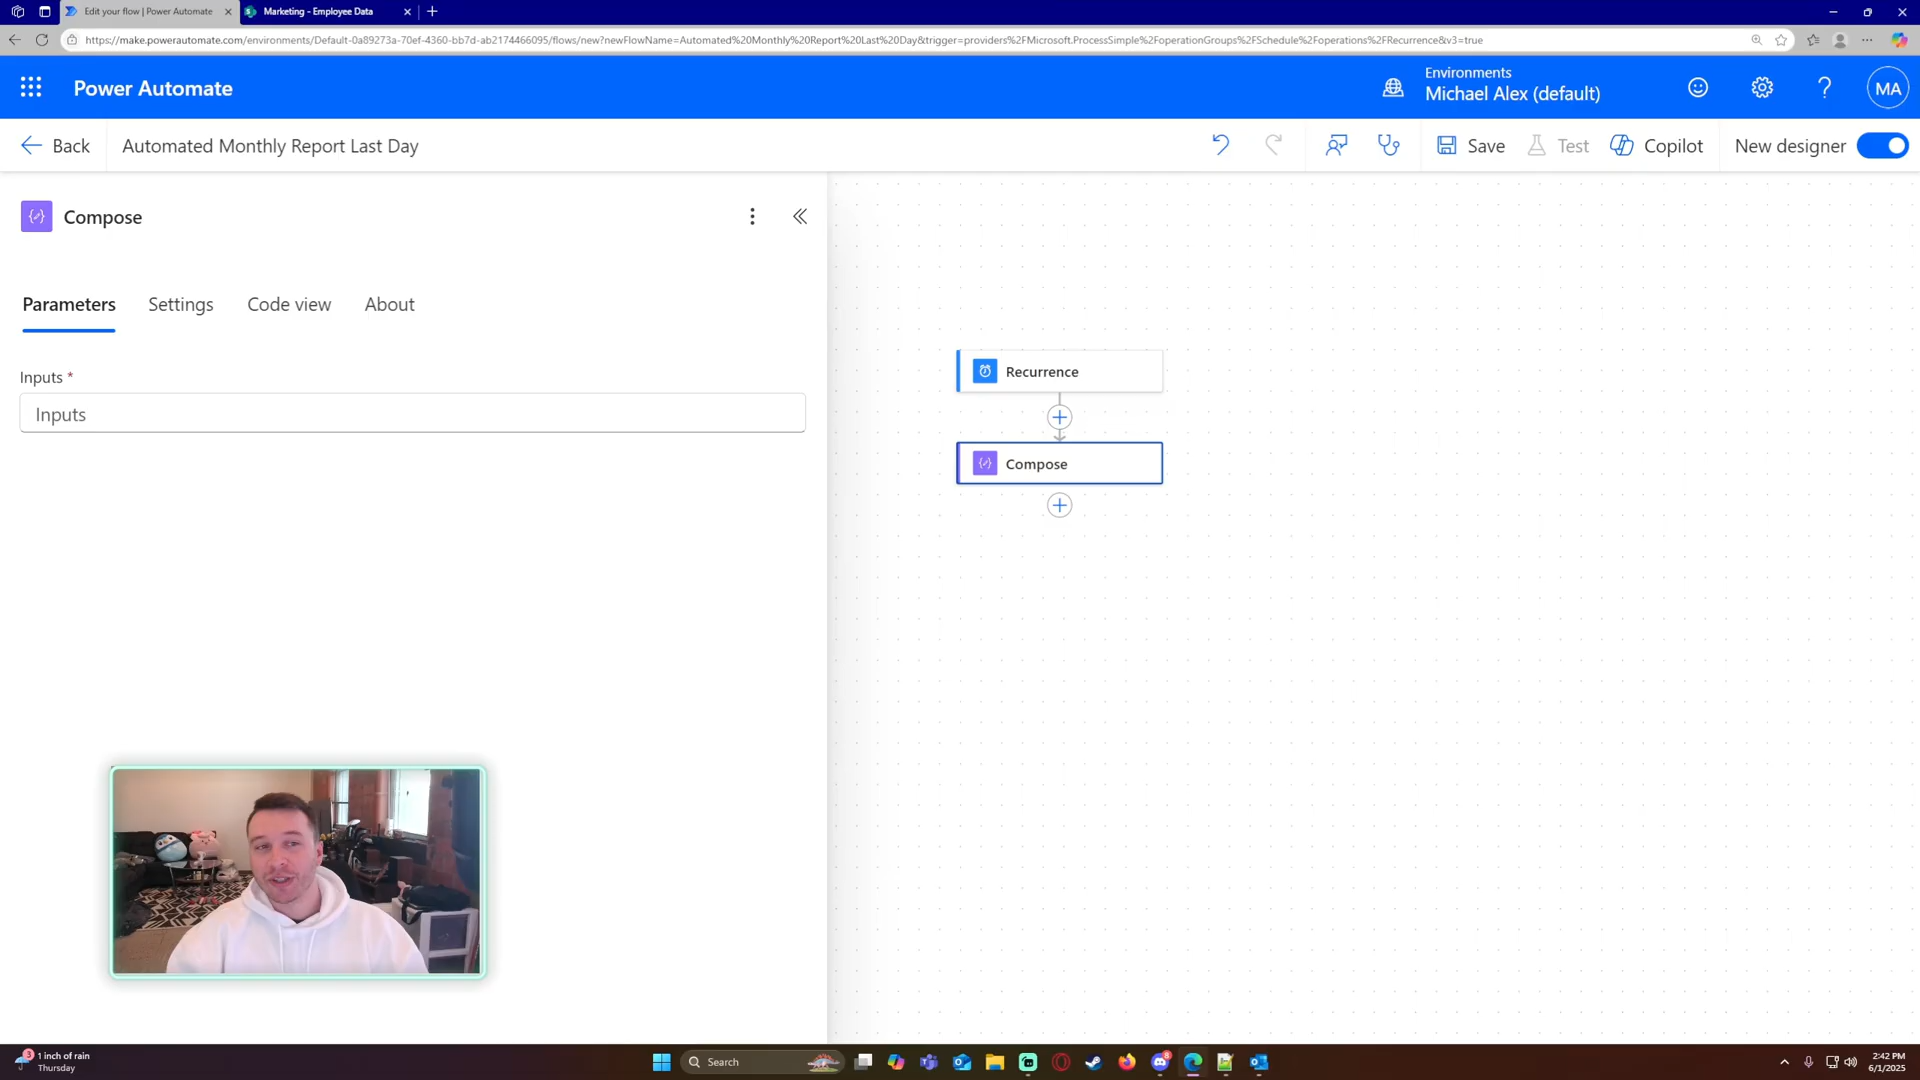 Edit your flow | Power Automate
Marketing - Employee Data
https://make.powerautomate.com/environments/Default-0a89273a-70ef-4360-bb7d-ab2174466095/flows/new?newFlowName=Automated%20Monthly%20Report%20Last%20Day&trigger=providers%2FMicrosoft.ProcessSimple%2FoperationGroups%2FSchedule%2Foperations%2FRecurrence&v3=true
Power Automate
Environments
Michael Alex (default)
MA
Back
Automated Monthly Report Last Day
Save
Test
Copilot
New designer
Compose
Parameters
Settings
Code view
About
Inputs *
Inputs
Recurrence
Compose
3
1 inch of rain
Thursday
Search
8
2:42 PM
6/1/2025